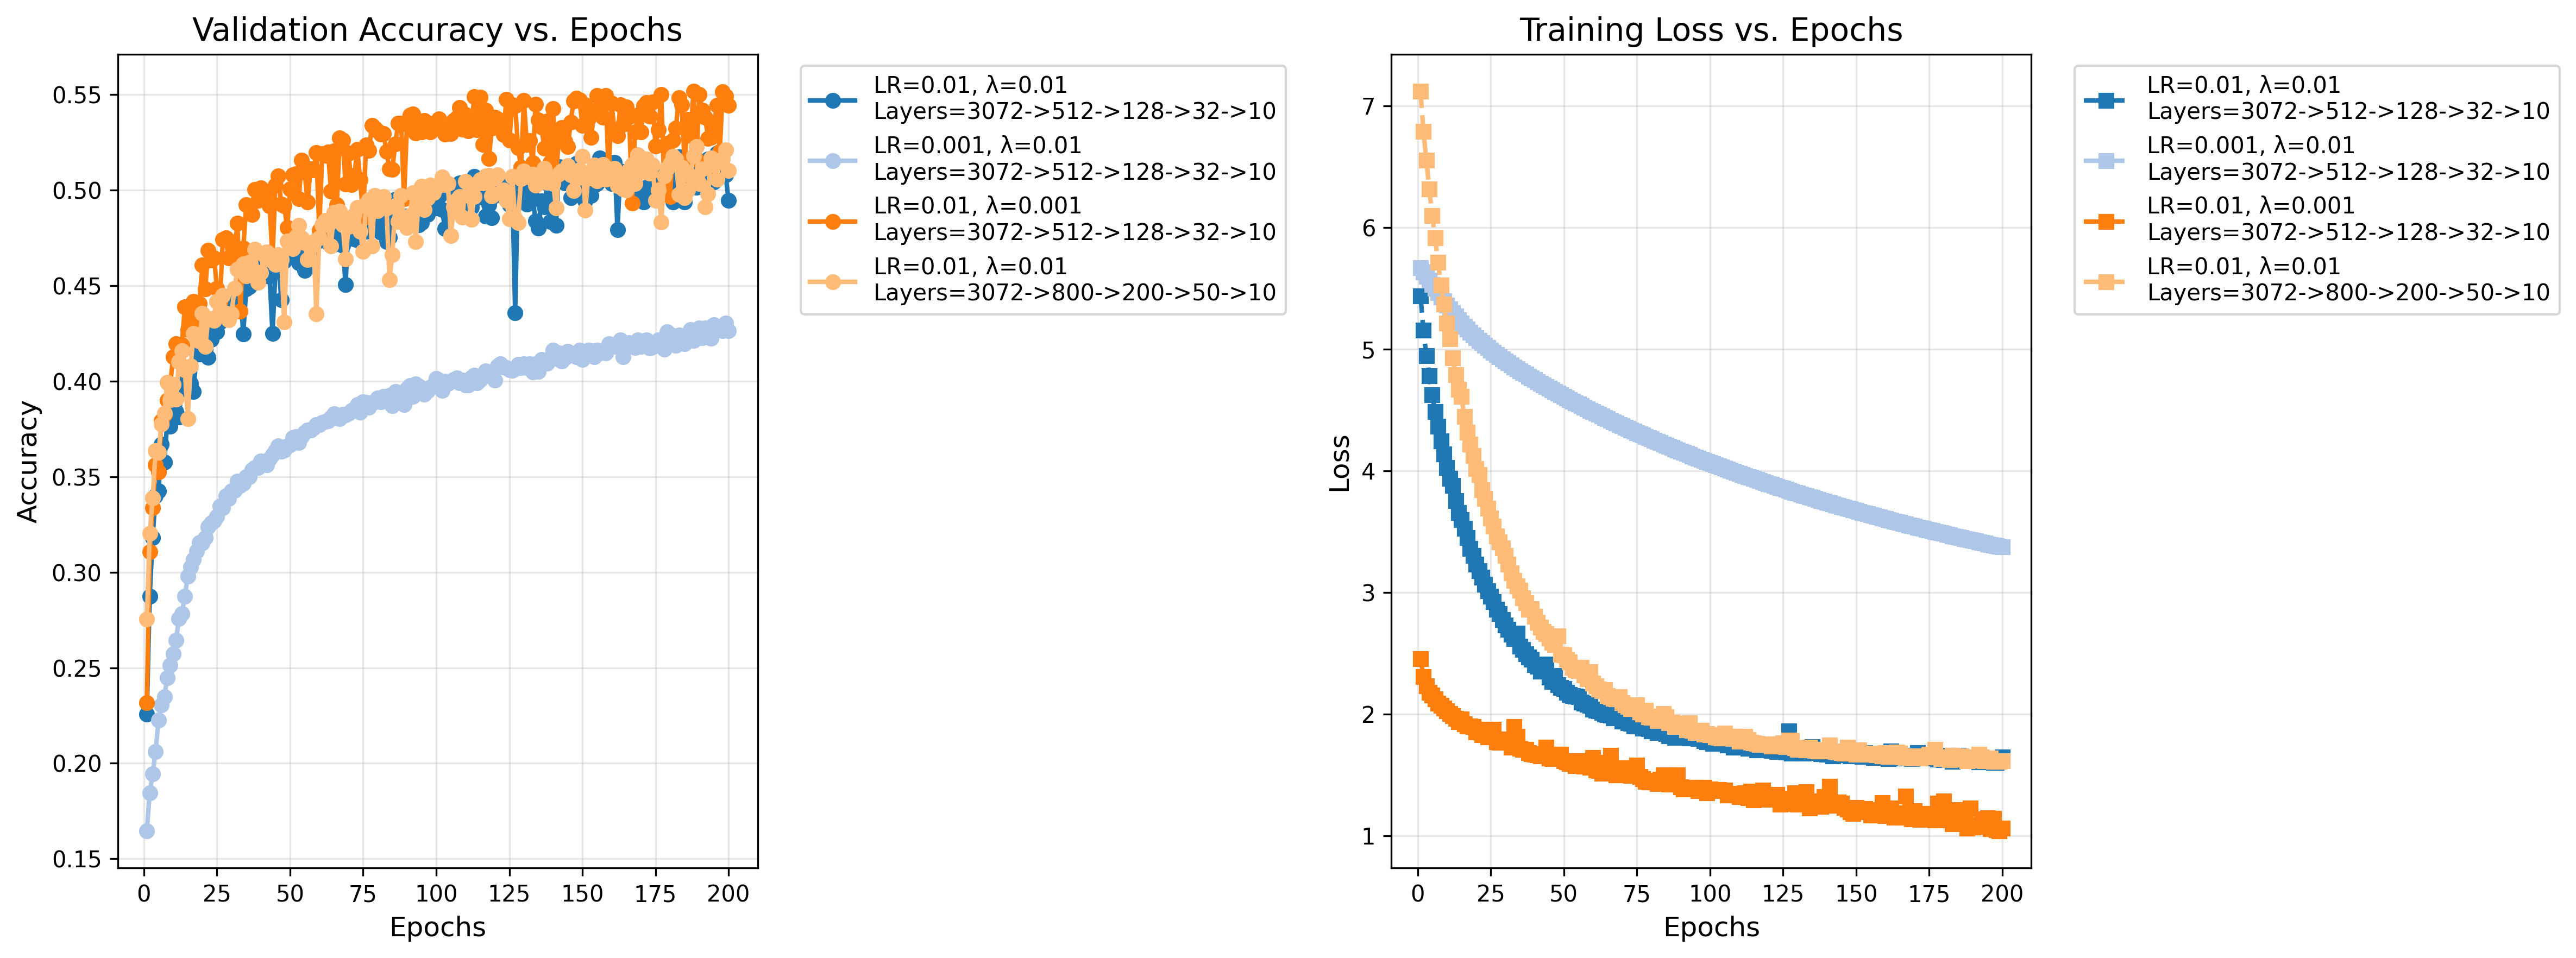 Validation Accuracy vs. Epochs
Accuracy
0.55
0.50
0.45
0.40
0.35
0.30
0.25
0.20
0.15
0 25 50 75 100 125 150 175 200
Epochs
LR=0.01, λ=0.01
Layers=3072->512->128->32->10
LR=0.001, λ=0.01
Layers=3072->512->128->32->10
LR=0.01, λ=0.001
Layers=3072->512->128->32->10
LR=0.01, λ=0.01
Layers=3072->800->200->50->10
Training Loss vs. Epochs
Loss
7
6
5
4
3
2
1
0 25 50 75 100 125 150 175 200
Epochs
LR=0.01, λ=0.01
Layers=3072->512->128->32->10
LR=0.001, λ=0.01
Layers=3072->512->128->32->10
LR=0.01, λ=0.001
Layers=3072->512->128->32->10
LR=0.01, λ=0.01
Layers=3072->800->200->50->10